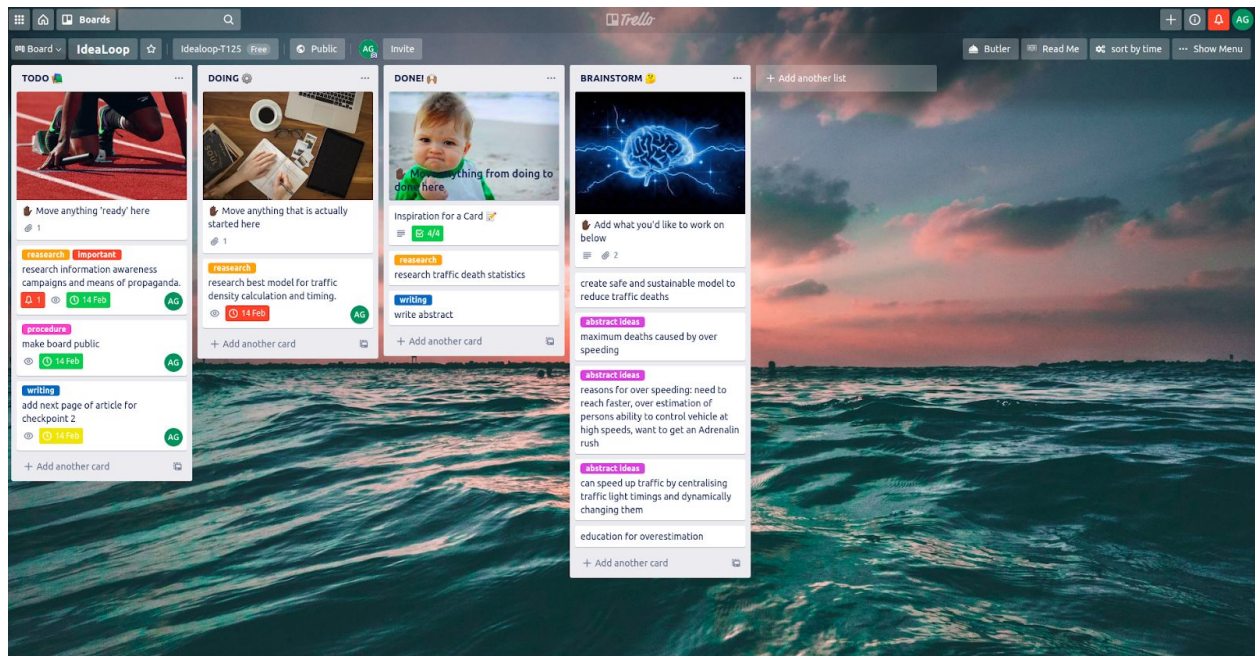 Boards
Trello
AG
Board
IdeaLoop
Idealoop-T125 Free
Public
AG
Invite
Butler
Read Me
sort by time
... Show Menu
TODO
Move anything 'ready' here
1
reasearch important
research information awareness
campaigns and means of propaganda.
1 14 Feb AG
procedure
make board public
14 Feb AG
writing
add next page of article for
checkpoint 2
14 Feb AG
+ Add another card
DOING
SOUL
Move anything that is actually
started here
1
reasearch
research best model for traffic
density calculation and timing.
14 Feb AG
+ Add another card
DONE!
Move anything from doing to
done here
Inspiration for a Card
4/4
reasearch
research traffic death statistics
writing
write abstract
+ Add another card
BRAINSTORM
Add what you'd like to work on
below
2
create safe and sustainable model to
reduce traffic deaths
abstract ideas
maximum deaths caused by over
speeding
abstract ideas
reasons for over speeding: need to
reach faster, over estimation of
persons ability to control vehicle at
high speeds, want to get an Adrenalin
rush
abstract ideas
can speed up traffic by centralising
traffic light timings and dynamically
changing them
education for overestimation
+ Add another card
+ Add another list